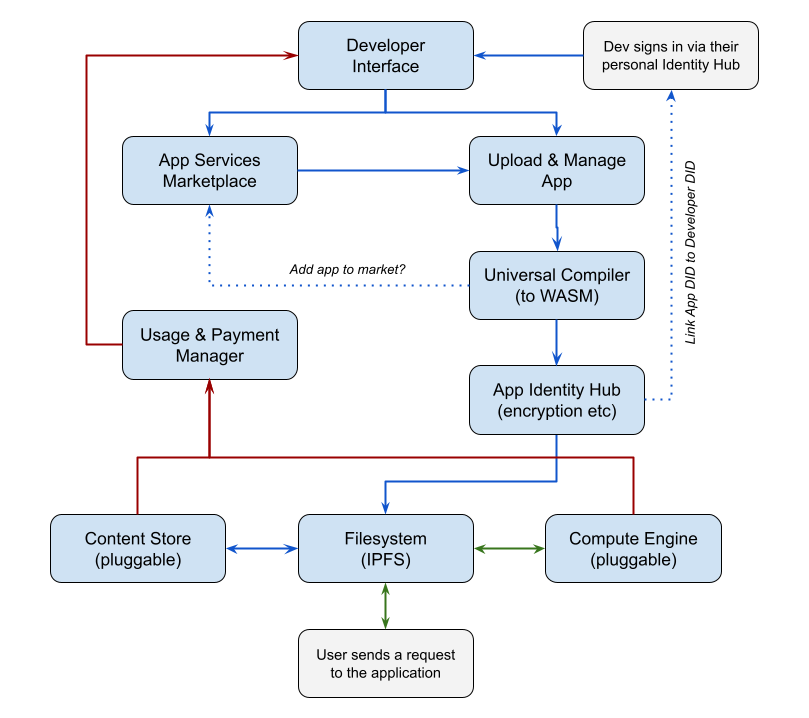 Developer
Interface
Dev signs in via their
personal Identity Hub
App Services
Marketplace
Upload & Manage
App
Link App DID to Developer DID
Add app to market?
Universal Compiler
(to WASM)
Usage & Payment
Manager
App Identity Hub
(encryption etc)
Content Store
(pluggable)
Filesystem
(IPFS)
Compute Engine
(pluggable)
User sends a request
to the application